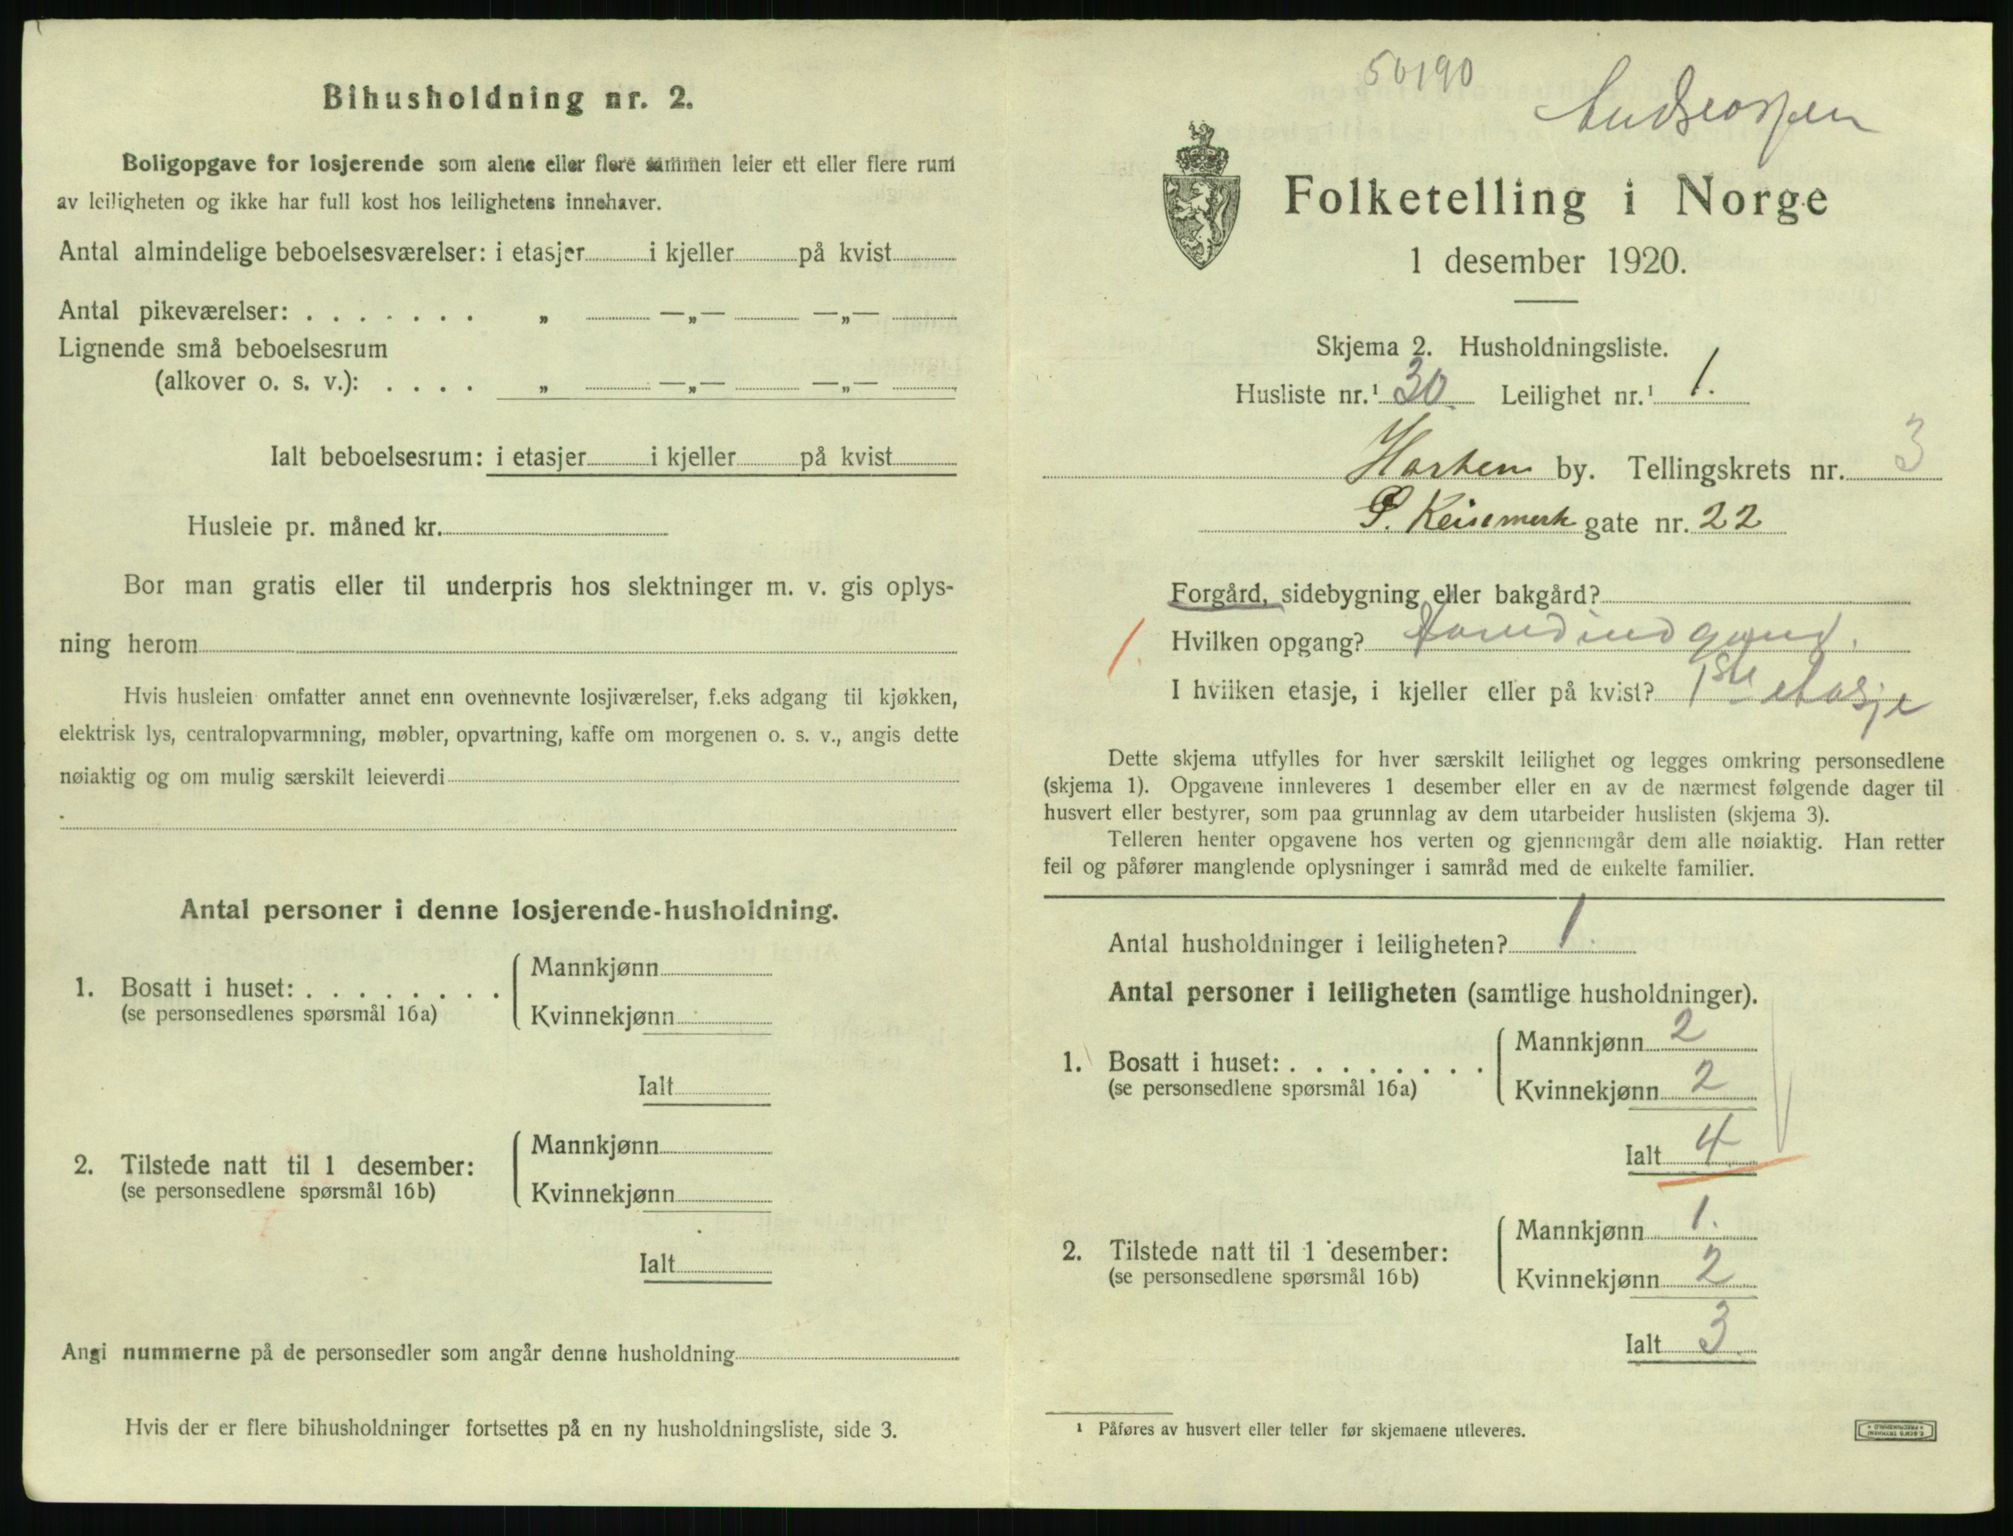 Bihusholdning nr. 2.
Boligopgave for losjerende som alene eller flere sammen leier ett eller flere rum
av leiligheten og ikke har full kost hos leilighetens innehaver.
Antal almindelige beboelsesværelser: i etasjer i kjeller på kvist
Antal pikeværelser: . . . . . . . „ —„— —„—
Lignende små beboelsesrum
(alkover o. s. v.): . . . . „ —„— —„—
Ialt beboelsesrum: i etasjer i kjeller på kvist
Husleie pr. måned kr.
Bor man gratis eller til underpris hos slektninger m. v. gis oplys-
ning herom
Hvis husleien omfatter annet enn ovennevnte losjiværelser, f.eks adgang til kjøkken,
elektrisk lys, centralopvarmning, møbler, opvartning, kaffe om morgenen o. s. v., angis dette
nøiaktig og om mulig særskilt leieverdi
Antal personer i denne losjerende-husholdning.
1. Bosatt i huset: . . . . . . . . Mannkjønn
(se personsedlenes spørsmål 16a)
Kvinnekjønn
Ialt
2. Tilstede natt til 1 desember: Mannkjønn
(se personsedlene spørsmål 16b) Kvinnekjønn
Ialt
Angi nummerne på de personsedler som angår denne husholdning
Hvis der er flere bihusholdninger fortsettes på en ny husholdningsliste, side 3.
50190
Andreassen
Folketelling i Norge
1 desember 1920.
Skjema 2. Husholdningsliste.
Husliste nr.¹ 30. Leilighet nr.¹ 1.
Horten by. Tellingskrets nr. 3
P. Keisemark gate nr. 22
Forgård, sidebygning eller bakgård?
1. Hvilken opgang? Hovedindgang.
I hvilken etasje, i kjeller eller på kvist? 1ste etasje
Dette skjema utfylles for hver særskilt leilighet og legges omkring personsedlene
(skjema 1). Opgavene innleveres 1 desember eller en av de nærmest følgende dager til
husvert eller bestyrer, som paa grunnlag av dem utarbeider huslisten (skjema 3).
Telleren henter opgavene hos verten og gjennemgår dem alle nøiaktig. Han retter
feil og påfører manglende oplysninger i samråd med de enkelte familier.
Antal husholdninger i leiligheten? 1.
Antal personer i leiligheten (samtlige husholdninger).
1. Bosatt i huset: . . . . . . . . Mannkjønn 2
(se personsedlene spørsmål 16a) Kvinnekjønn 2
Ialt 4.
2. Tilstede natt til 1 desember: Mannkjønn 1.
(se personsedlene spørsmål 16b) Kvinnekjønn 2
Ialt 3
¹ Påføres av husvert eller teller før skjemaene utleveres.